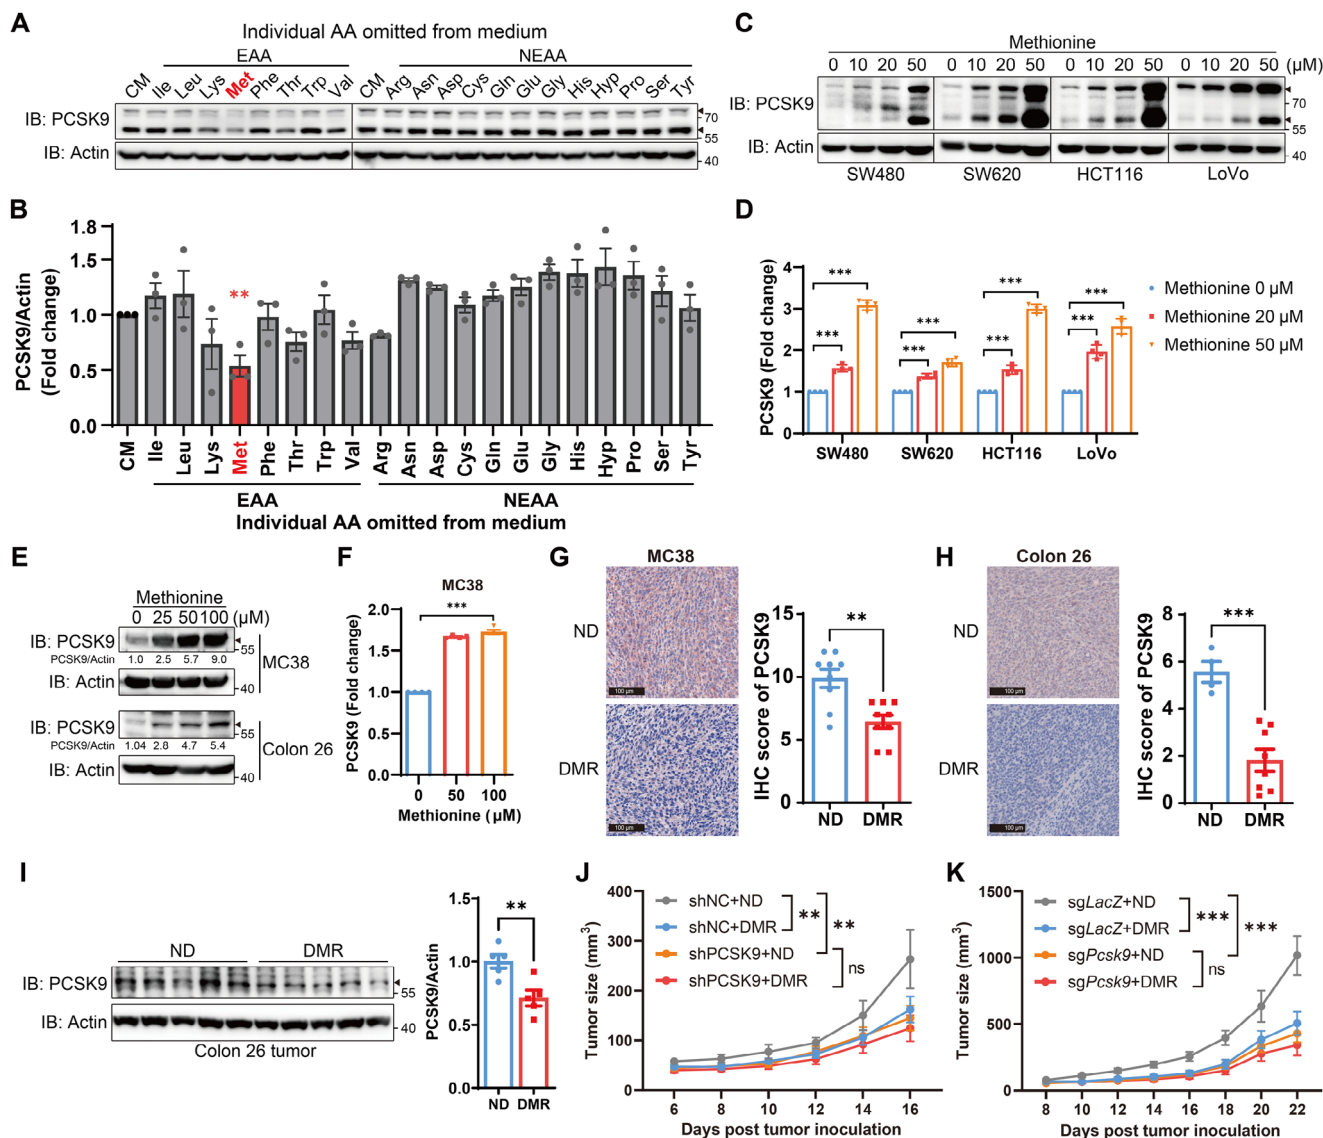 A
Individual AA omitted from medium
EAA
NEAA
CM Ile Leu Lys Met Phe Thr Trp Val CM Arg Asn Asp Cys Gln Glu Gly His Hyp Pro Ser Tyr
IB: PCSK9
70
55
IB: Actin
40
B
PCSK9/Actin
(Fold change)
1.8
1.5
1.0
0.5
0.0
**
CM Ile Leu Lys Met Phe Thr Trp Val Arg Asn Asp Cys Gln Glu Gly His Hyp Pro Ser Tyr
EAA
NEAA
Individual AA omitted from medium
C
Methionine
0 10 20 50 0 10 20 50 0 10 20 50 0 10 20 50 (μM)
IB: PCSK9
70
55
IB: Actin
40
SW480 SW620 HCT116 LoVo
D
PCSK9 (Fold change)
4
3
2
1
0
*** *** *** *** *** *** *** ***
SW480 SW620 HCT116 LoVo
Methionine 0 μM
Methionine 20 μM
Methionine 50 μM
E
Methionine
0 25 50 100 (μM)
IB: PCSK9
55
PCSK9/Actin 1.0 2.5 5.7 9.0
MC38
IB: Actin
40
IB: PCSK9
55
PCSK9/Actin 1.04 2.8 4.7 5.4
Colon 26
IB: Actin
40
F
MC38
PCSK9 (Fold change)
2.0
1.5
1.0
0.5
0.0
***
0 50 100
Methionine (μM)
G
MC38
ND
100 μm
DMR
100 μm
IHC score of PCSK9
15
10
5
0
**
ND DMR
H
Colon 26
ND
100 μm
DMR
100 μm
IHC score of PCSK9
8
6
4
2
0
***
ND DMR
I
ND DMR
IB: PCSK9
55
IB: Actin
40
Colon 26 tumor
PCSK9/Actin
1.5
1.0
0.5
0.0
**
ND DMR
J
Tumor size (mm³)
400
300
200
100
0
shNC+ND
shNC+DMR
shPCSK9+ND
shPCSK9+DMR
**
**
ns
6 8 10 12 14 16
Days post tumor inoculation
K
Tumor size (mm³)
1500
1000
500
0
sgLacZ+ND
sgLacZ+DMR
sgPcsk9+ND
sgPcsk9+DMR
***
***
ns
8 10 12 14 16 18 20 22
Days post tumor inoculation